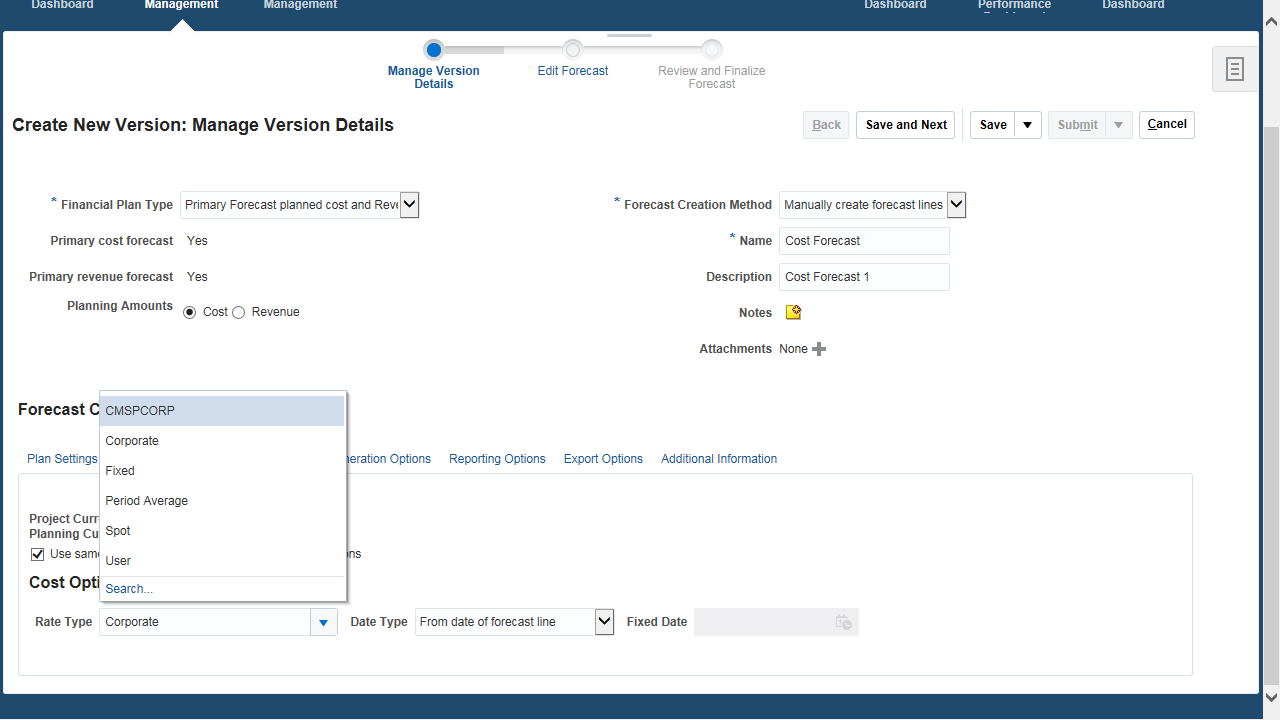 Dashboard Management Management Dashboard Performance Dashboard
Manage Version Details
Edit Forecast
Review and Finalize Forecast
Create New Version: Manage Version Details
Back Save and Next Save Submit Cancel
* Financial Plan Type Primary Forecast planned cost and Reve
* Forecast Creation Method Manually create forecast lines
Primary cost forecast Yes
* Name Cost Forecast
Primary revenue forecast Yes
Description Cost Forecast 1
Planning Amounts Cost Revenue
Notes
Attachments None
Forecast C
CMSPCORP
Corporate
Fixed
Period Average
Spot
User
Search...
Plan Settings neration Options Reporting Options Export Options Additional Information
Project Curr
Planning Cu
Use same ons
Cost Opti
Rate Type Corporate Date Type From date of forecast line Fixed Date